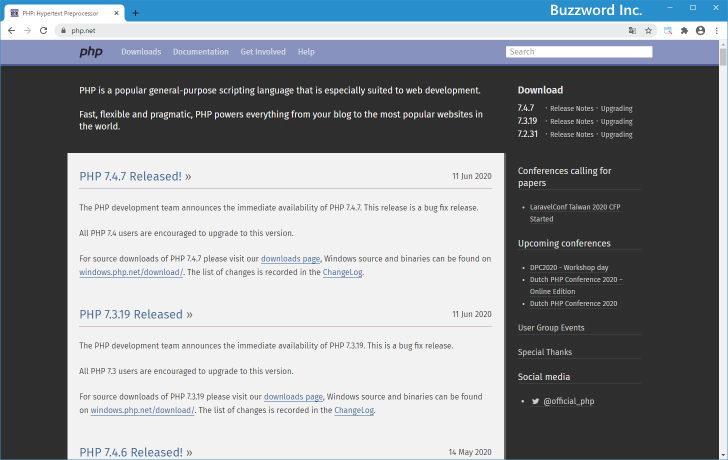 PHP: Hypertext Preprocessor
Buzzword Inc.
php.net
php Downloads Documentation Get Involved Help Search
PHP is a popular general-purpose scripting language that is especially suited to web development.
Fast, flexible and pragmatic, PHP powers everything from your blog to the most popular websites in
the world.
PHP 7.4.7 Released! » 11 Jun 2020
The PHP development team announces the immediate availability of PHP 7.4.7. This release is a bug fix release.
All PHP 7.4 users are encouraged to upgrade to this version.
For source downloads of PHP 7.4.7 please visit our downloads page, Windows source and binaries can be found on
windows.php.net/download/. The list of changes is recorded in the ChangeLog.
PHP 7.3.19 Released » 11 Jun 2020
The PHP development team announces the immediate availability of PHP 7.3.19. This is a bug fix release.
All PHP 7.3 users are encouraged to upgrade to this version.
For source downloads of PHP 7.3.19 please visit our downloads page, Windows source and binaries can be found
on windows.php.net/download/. The list of changes is recorded in the ChangeLog.
PHP 7.4.6 Released! » 14 May 2020
Download
7.4.7 · Release Notes · Upgrading
7.3.19 · Release Notes · Upgrading
7.2.31 · Release Notes · Upgrading
Conferences calling for
papers
• LaravelConf Taiwan 2020 CFP
Started
Upcoming conferences
• DPC2020 – Workshop day
• Dutch PHP Conference 2020 –
Online Edition
• Dutch PHP Conference 2020
User Group Events
Special Thanks
Social media
• @official_php